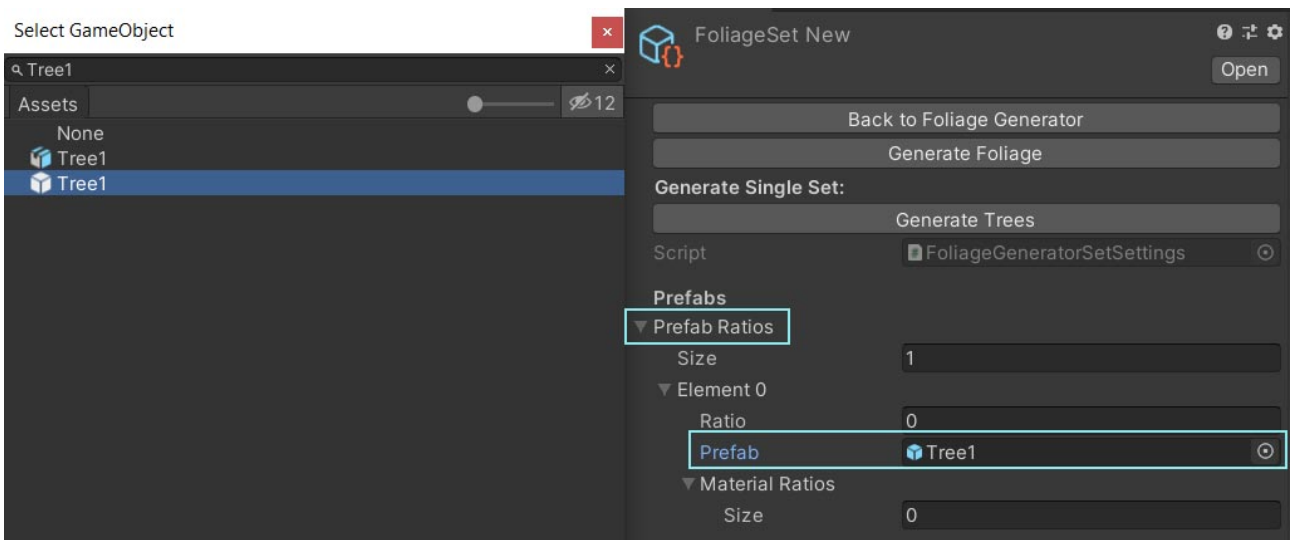 Select GameObject
Tree1
Assets
12
None
Tree1
Tree1
FoliageSet New
Open
Back to Foliage Generator
Generate Foliage
Generate Single Set:
Generate Trees
Script FoliageGeneratorSetSettings
Prefabs
Prefab Ratios
Size 1
Element 0
Ratio 0
Prefab Tree1
Material Ratios
Size 0